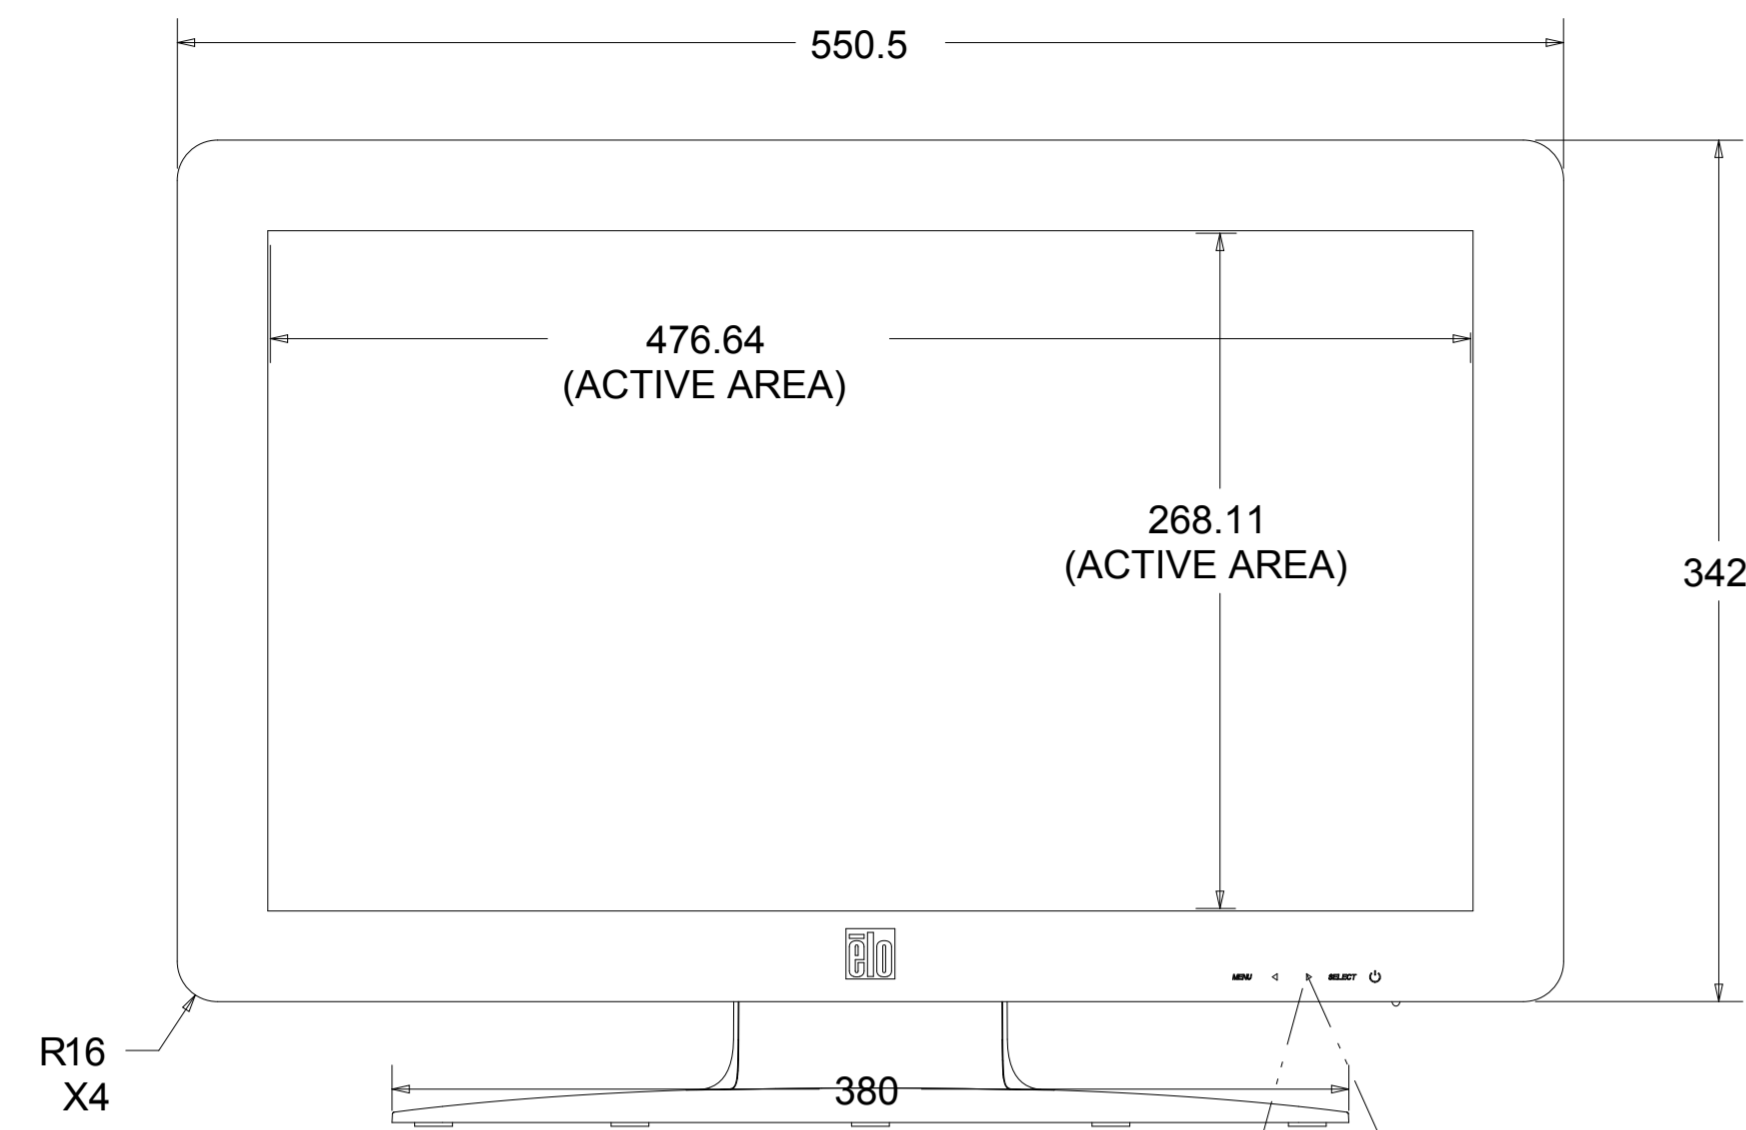 550.5
476.64
(ACTIVE AREA)
268.11
(ACTIVE AREA)
342
elo
MENU
SELECT
R16
X4
380